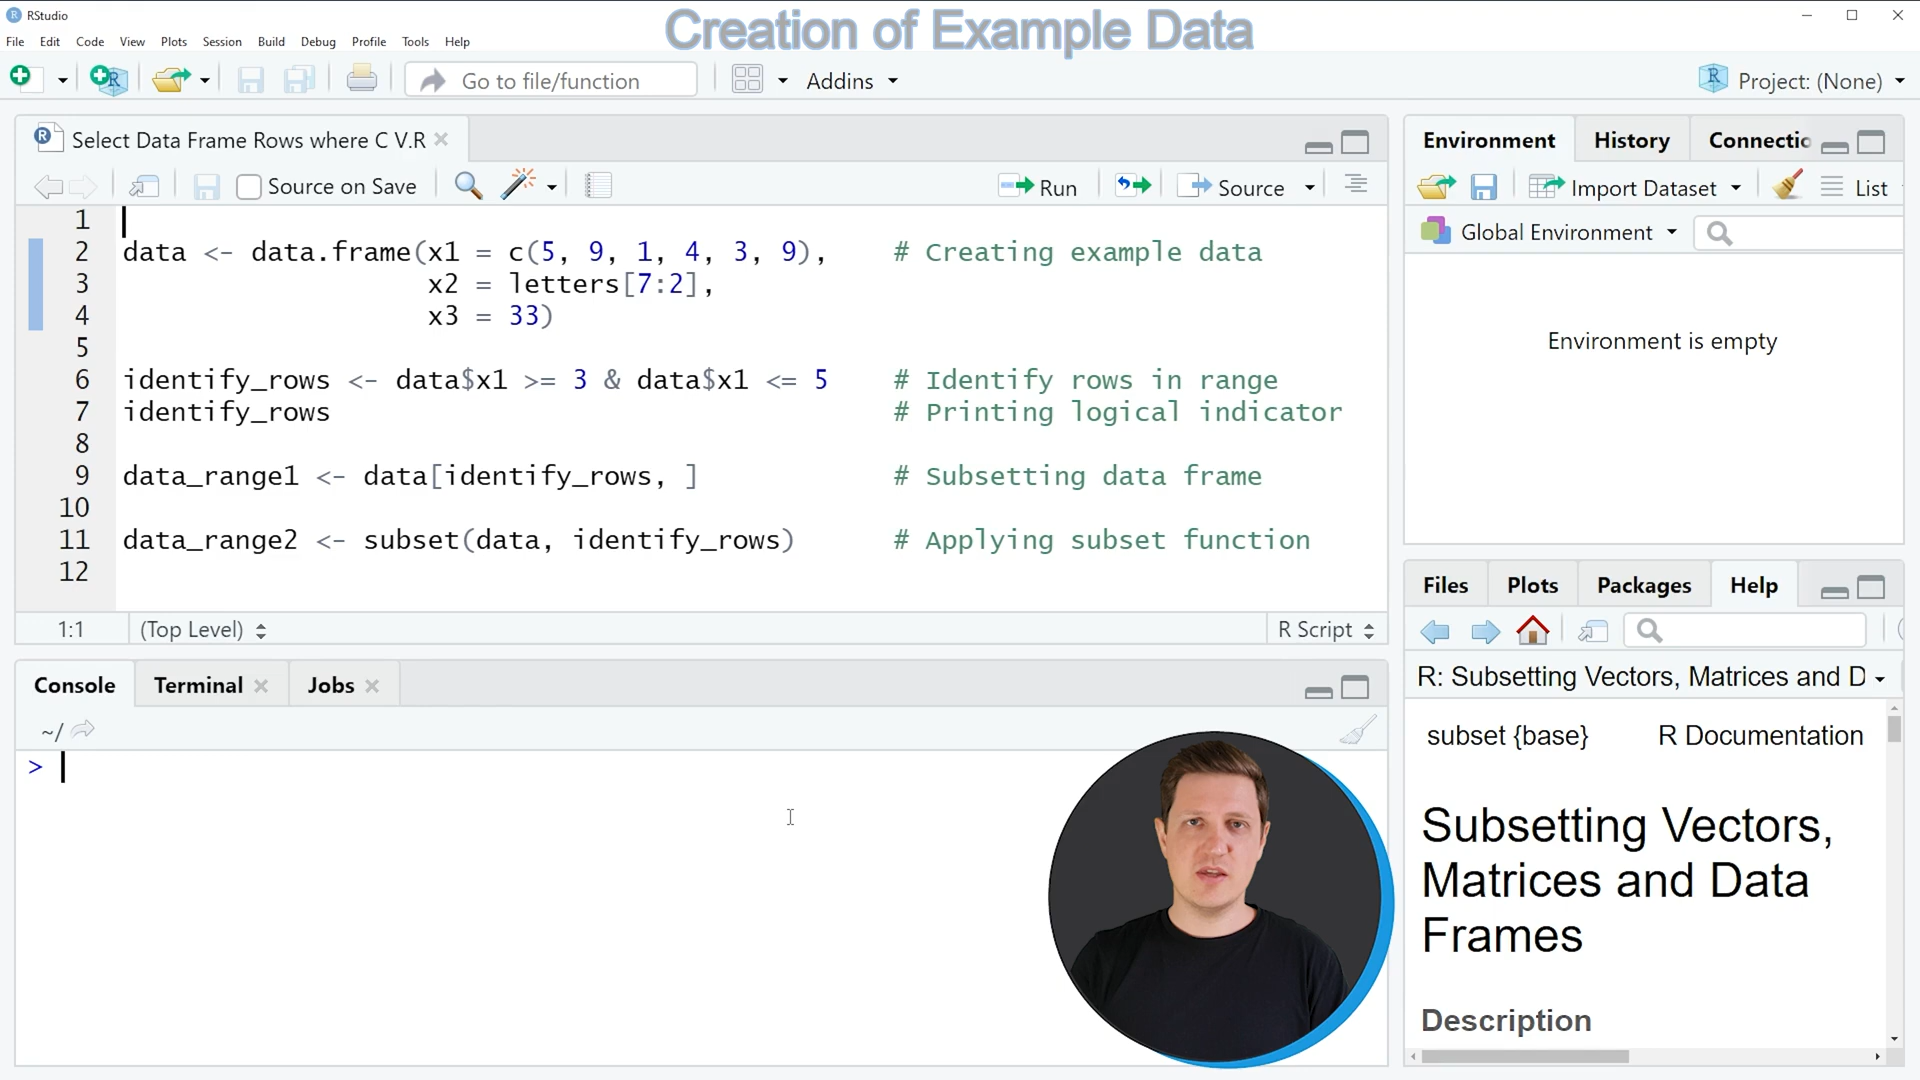 RStudio
Creation of Example Data
File Edit Code View Plots Session Build Debug Profile Tools Help
Go to file/function
Addins
Project: (None)
Select Data Frame Rows where C V.R
Source on Save
Run
Source
1
2 data <- data.frame(x1 = c(5, 9, 1, 4, 3, 9), # Creating example data
3 x2 = letters[7:2],
4 x3 = 33)
5
6 identify_rows <- data$x1 >= 3 & data$x1 <= 5 # Identify rows in range
7 identify_rows # Printing logical indicator
8
9 data_range1 <- data[identify_rows, ] # Subsetting data frame
10
11 data_range2 <- subset(data, identify_rows) # Applying subset function
12
1:1 (Top Level) R Script
Console Terminal Jobs
~/
>
Environment History Connectio
Import Dataset List
Global Environment
Environment is empty
Files Plots Packages Help
R: Subsetting Vectors, Matrices and D
subset {base} R Documentation
Subsetting Vectors,
Matrices and Data
Frames
Description